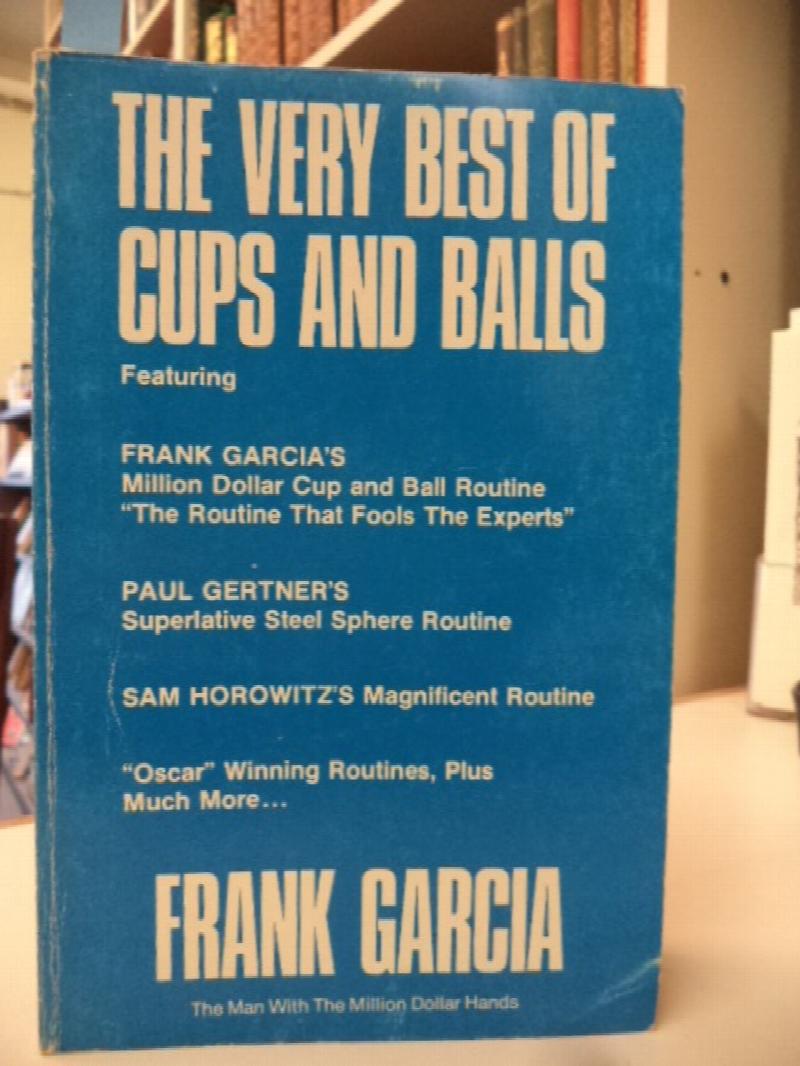 THE VERY BEST OF
CUPS AND BALLS
Featuring
FRANK GARCIA'S
Million Dollar Cup and Ball Routine
"The Routine That Fools The Experts"
PAUL GERTNER'S
Superlative Steel Sphere Routine
SAM HOROWITZ'S Magnificent Routine
"Oscar" Winning Routines, Plus
Much More...
FRANK GARCIA
The Man With The Million Dollar Hands